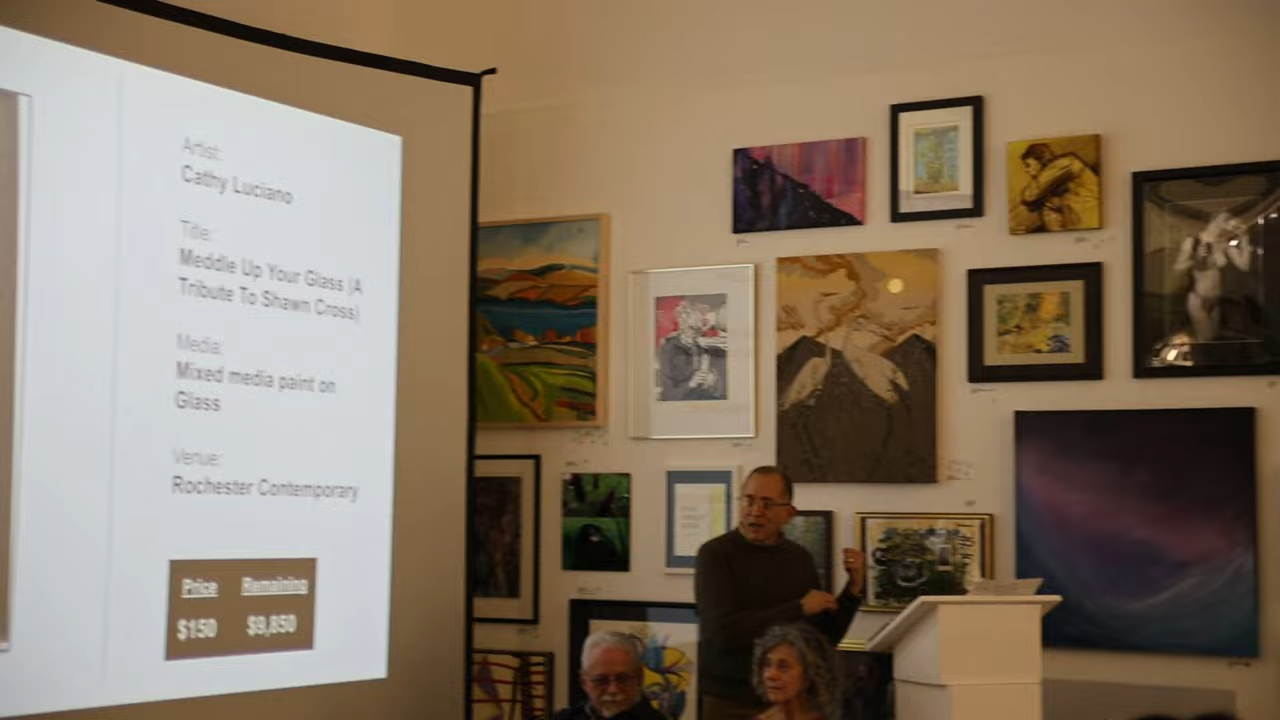 Artist:
Cathy Luciano
Title:
Meddle Up Your Glass (A
Tribute To Shawn Cross)
Media:
Mixed media paint on
Glass
Venue:
Rochester Contemporary
Price Remaining
$150 $9,850